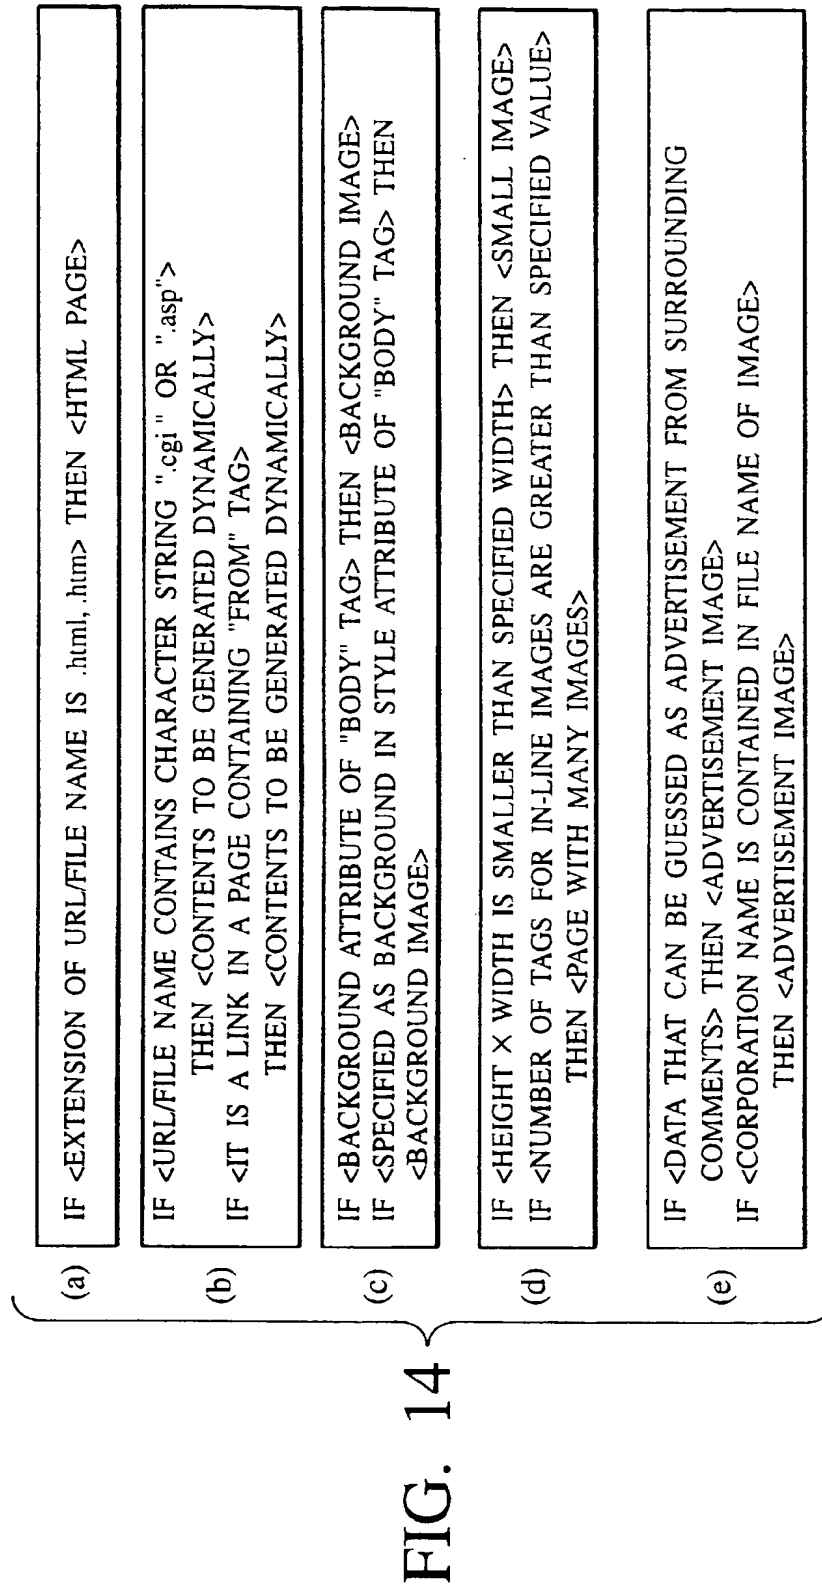 FIG. 14
(a)
IF <EXTENSION OF URL/FILE NAME IS .html, .htm> THEN <HTML PAGE>
(b)
IF <URL/FILE NAME CONTAINS CHARACTER STRING ".cgi" OR ".asp">
THEN <CONTENTS TO BE GENERATED DYNAMICALLY>
IF <IT IS A LINK IN A PAGE CONTAINING "FROM" TAG>
THEN <CONTENTS TO BE GENERATED DYNAMICALLY>
(c)
IF <BACKGROUND ATTRIBUTE OF "BODY" TAG> THEN <BACKGROUND IMAGE>
IF <SPECIFIED AS BACKGROUND IN STYLE ATTRIBUTE OF "BODY" TAG> THEN
<BACKGROUND IMAGE>
(d)
IF <HEIGHT X WIDTH IS SMALLER THAN SPECIFIED WIDTH> THEN <SMALL IMAGE>
IF <NUMBER OF TAGS FOR IN-LINE IMAGES ARE GREATER THAN SPECIFIED VALUE>
THEN <PAGE WITH MANY IMAGES>
(e)
IF <DATA THAT CAN BE GUESSED AS ADVERTISEMENT FROM SURROUNDING
COMMENTS> THEN <ADVERTISEMENT IMAGE>
IF <CORPORATION NAME IS CONTAINED IN FILE NAME OF IMAGE>
THEN <ADVERTISEMENT IMAGE>